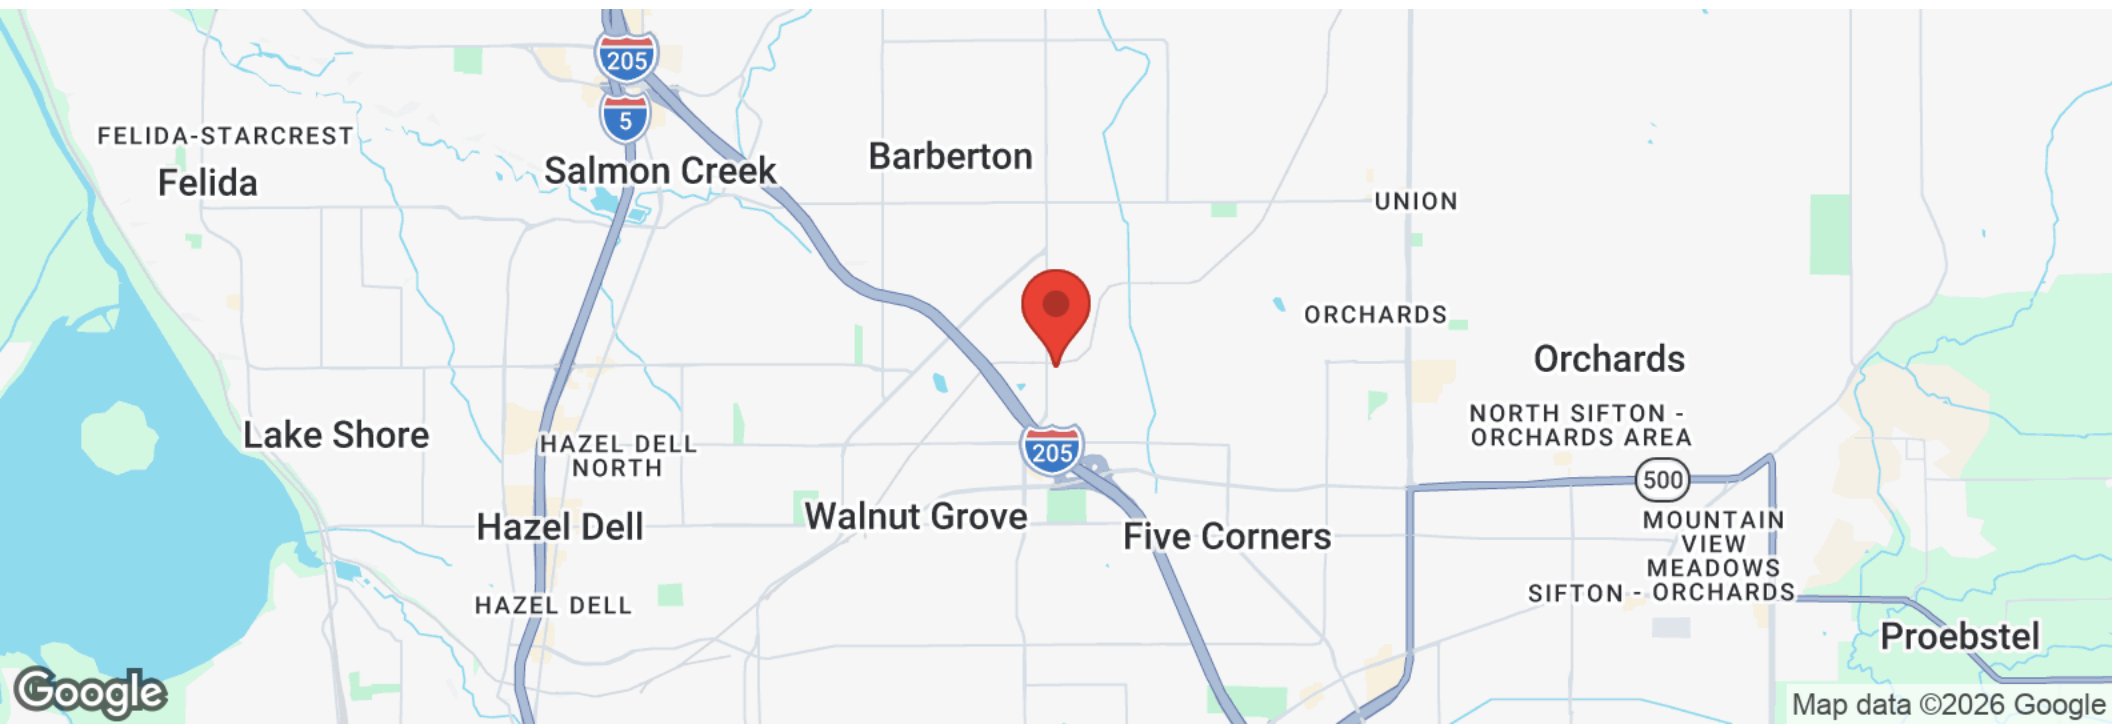 205
5
FELIDA-STARCREST
Felida
Salmon Creek
Barberton
UNION
ORCHARDS
Orchards
NORTH SIFTON -
ORCHARDS AREA
Lake Shore
HAZEL DELL
NORTH
205
500
Hazel Dell
Walnut Grove
Five Corners
MOUNTAIN
VIEW
MEADOWS
SIFTON - ORCHARDS
HAZEL DELL
Proebstel
Google
Map data ©2026 Google